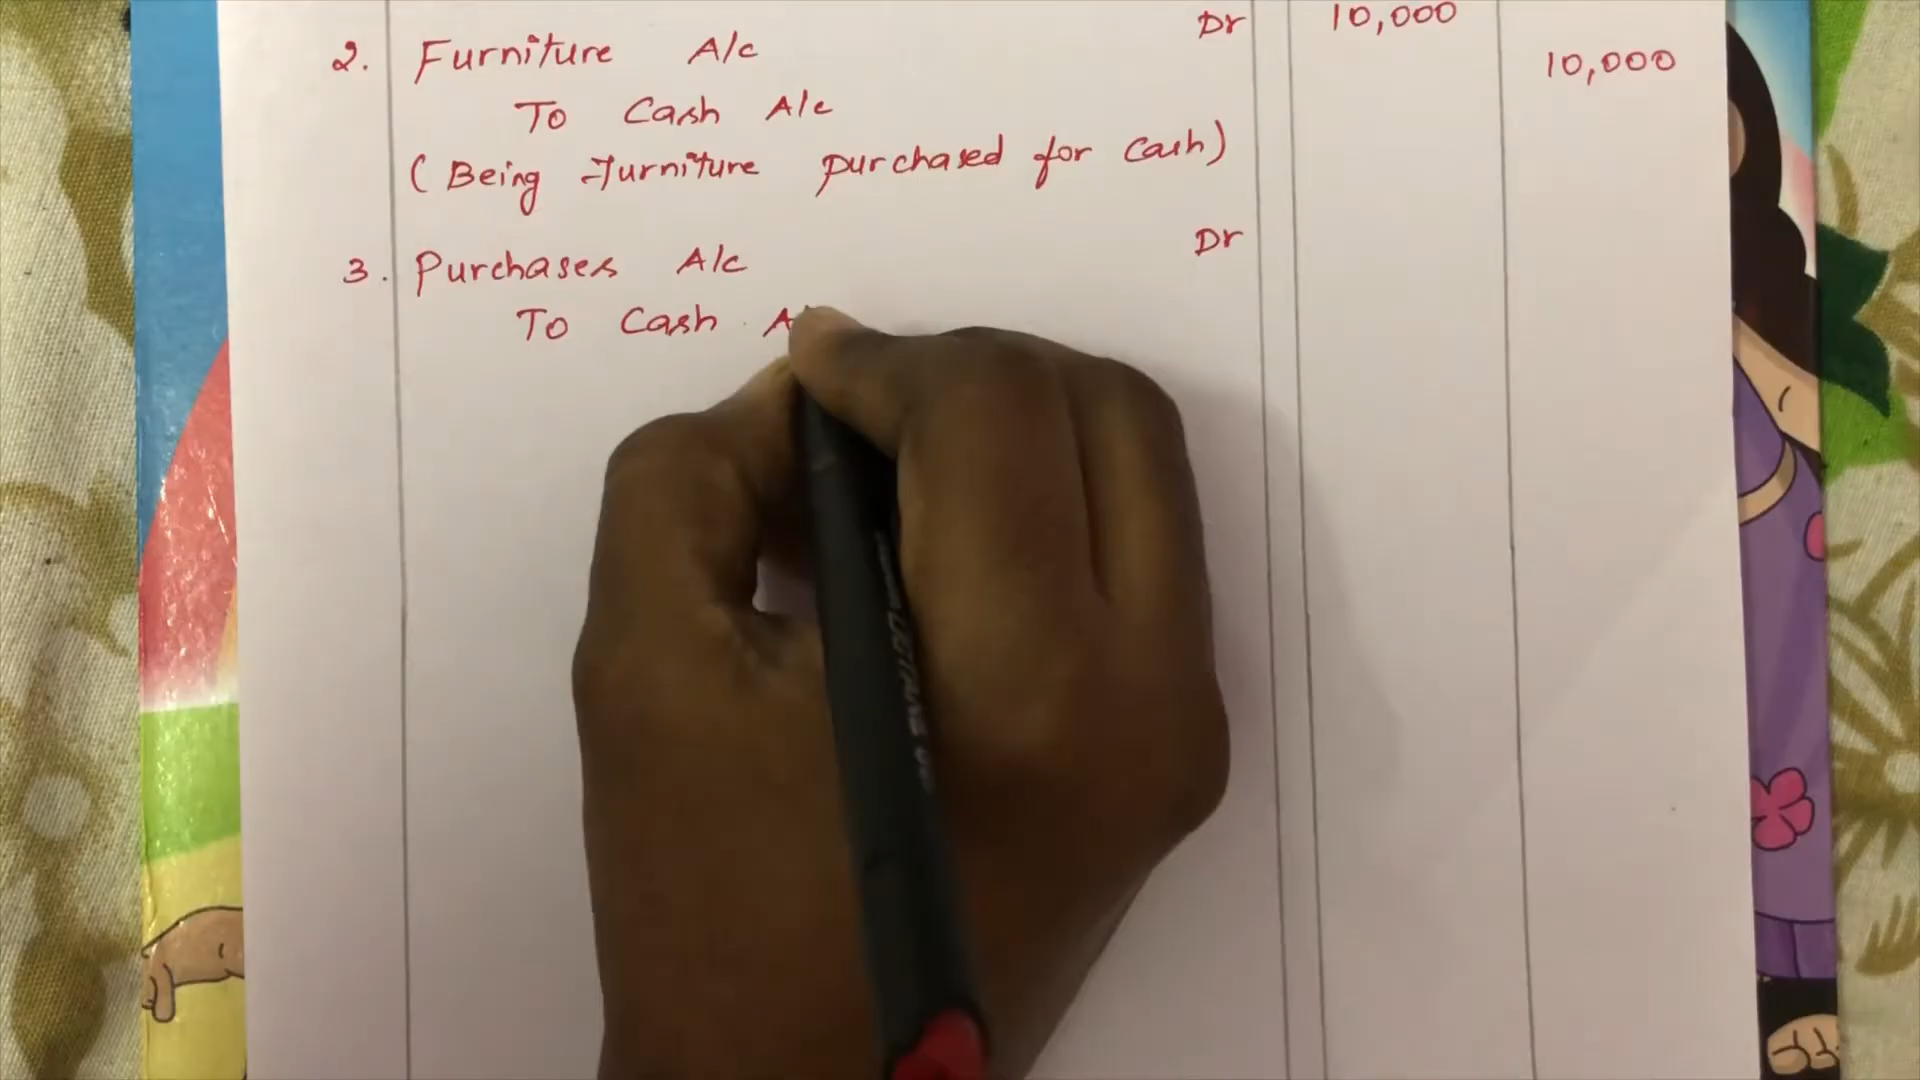 2. Furniture A/c Dr 10,000
To Cash A/c 10,000
(Being furniture purchased for cash)
3. Purchases A/c Dr
To Cash A